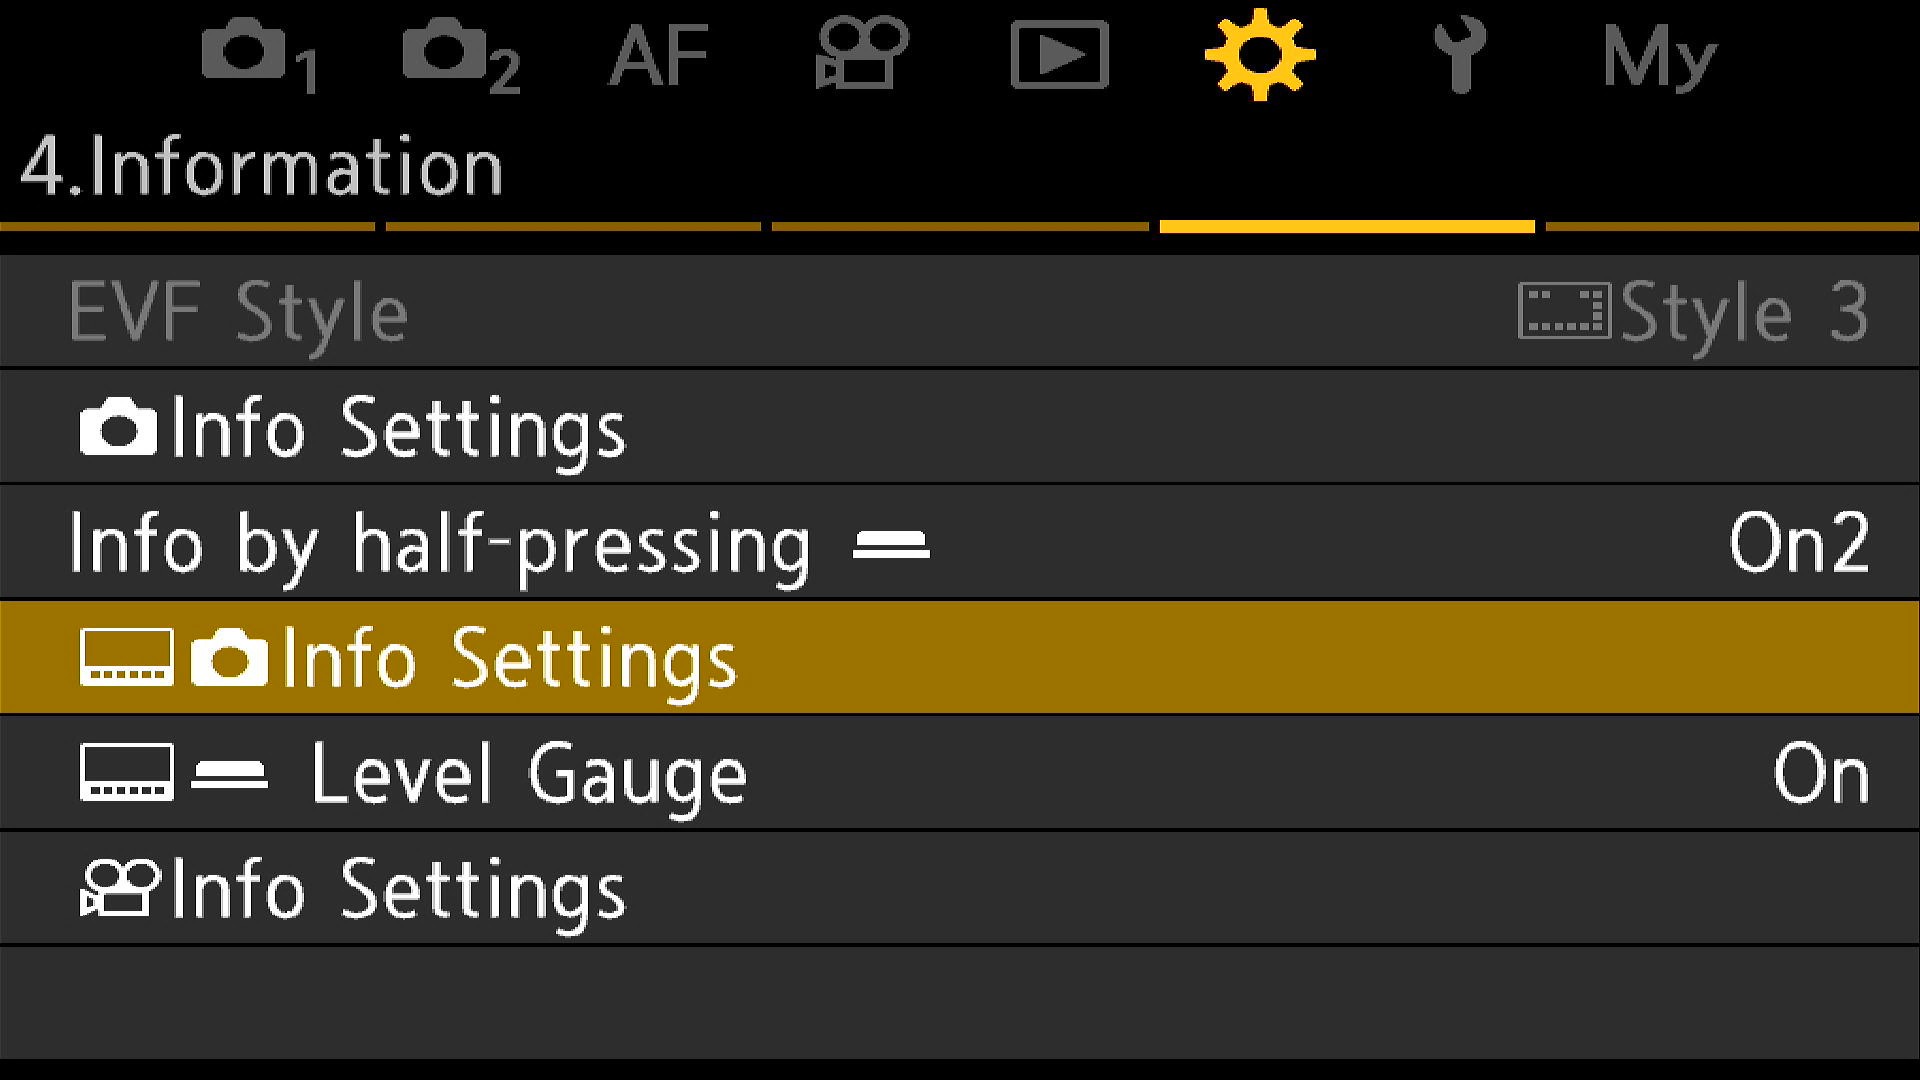 1 2 AF My
4.Information
EVF Style Style 3
Info Settings
Info by half-pressing On2
Info Settings
Level Gauge On
Info Settings